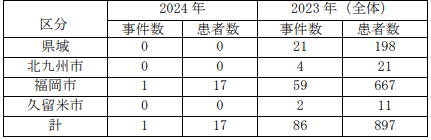 区分 2024 年 2023 年（全体）
事件数 患者数 事件数 患者数
県域 0 0 21 198
北九州市 0 0 4 21
福岡市 1 17 59 667
久留米市 0 0 2 11
計 1 17 86 897